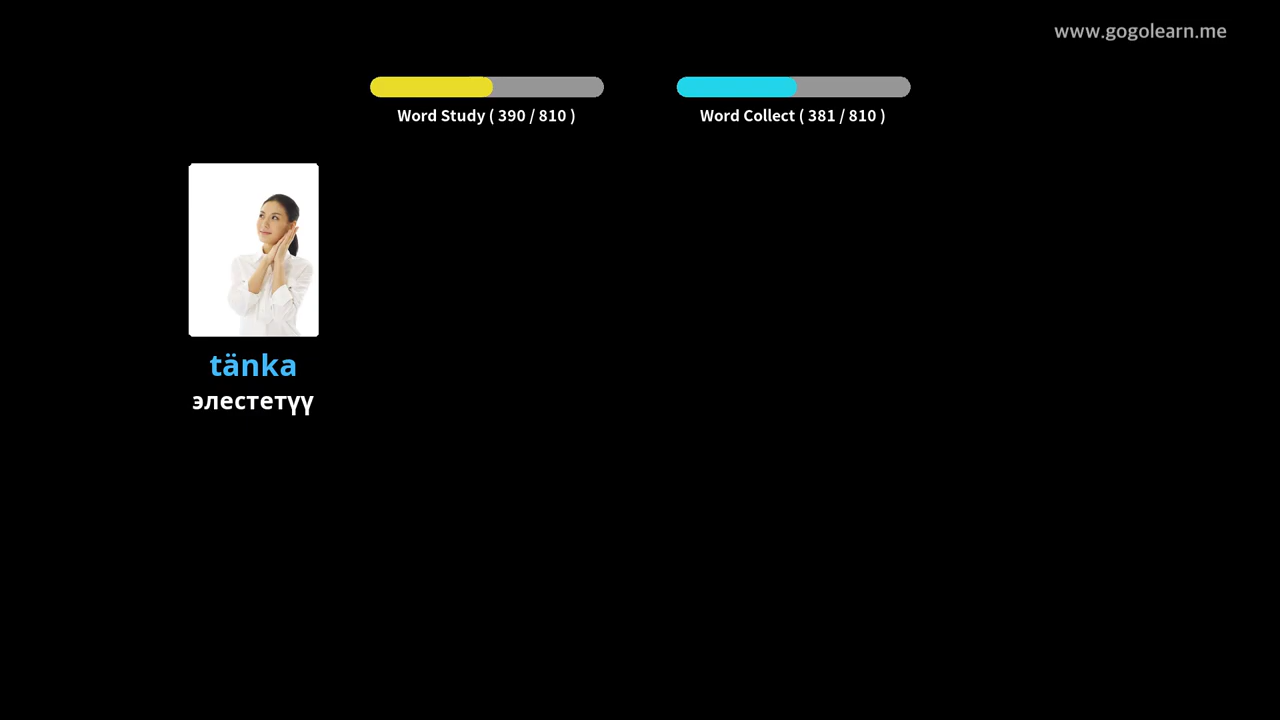 www.gogolearn.me
Word Study ( 390 / 810 )
Word Collect ( 381 / 810 )
tänka
элестетүү